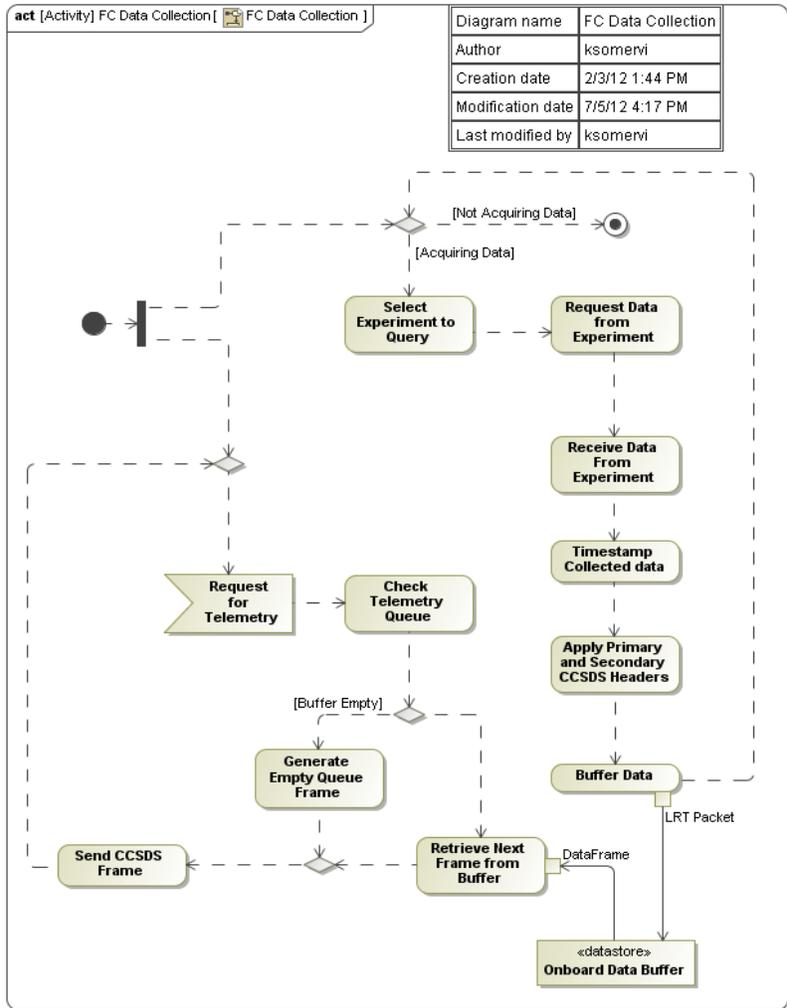 act [Activity] FC Data Collection [ FC Data Collection ]
Diagram name FC Data Collection
Author ksomervi
Creation date 2/3/12 1:44 PM
Modification date 7/5/12 4:17 PM
Last modified by ksomervi
[Not Acquiring Data]
[Acquiring Data]
Select
Experiment to
Query
Request Data
from
Experiment
Receive Data
From
Experiment
Timestamp
Collected data
Request
for
Telemetry
Check
Telemetry
Queue
Apply Primary
and Secondary
CCSDS Headers
[Buffer Empty]
Generate
Empty Queue
Frame
Buffer Data
LRT Packet
Send CCSDS
Frame
Retrieve Next
Frame from
Buffer
DataFrame
«datastore»
Onboard Data Buffer